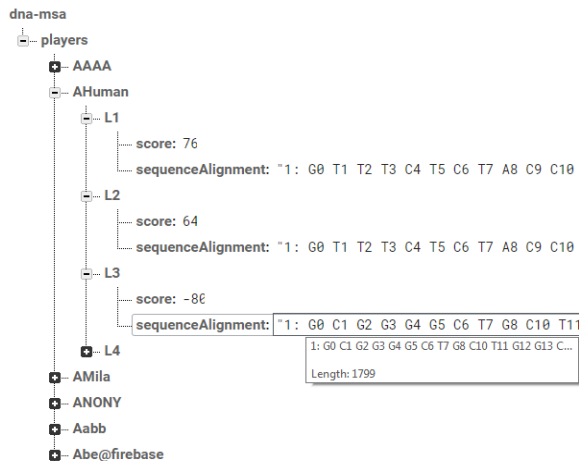 dna-msa
players
AAAA
AHuman
L1
score: 76
sequenceAlignment: "1: G0 T1 T2 T3 C4 T5 C6 T7 A8 C9 C10
L2
score: 64
sequenceAlignment: "1: G0 T1 T2 T3 C4 T5 C6 T7 A8 C9 C10
L3
score: -80
sequenceAlignment: "1: G0 C1 G2 G3 G4 G5 C6 T7 G8 C10 T11
1: G0 C1 G2 G3 G4 G5 C6 T7 G8 C10 T11 G12 G13 C...
Length: 1799
L4
AMila
ANONY
Aabb
Abe@firebase